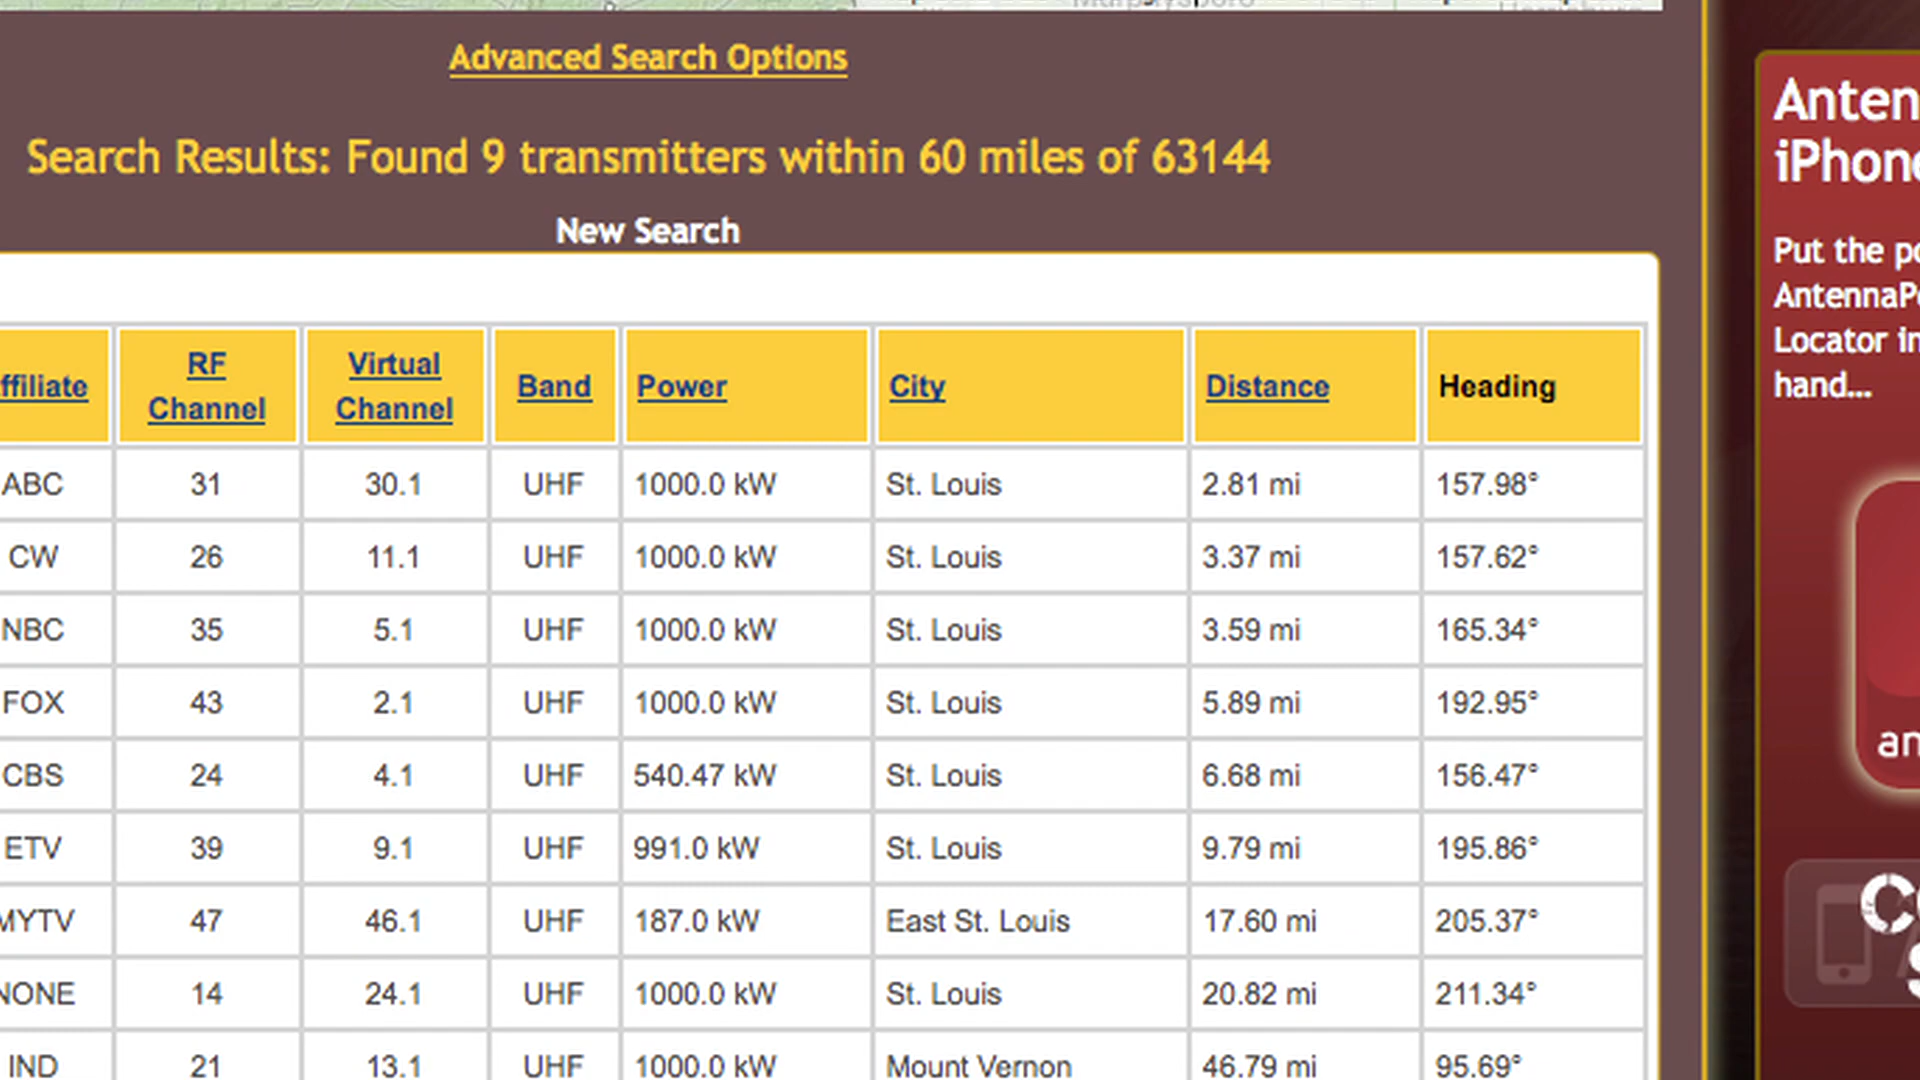 Advanced Search Options
Search Results: Found 9 transmitters within 60 miles of 63144
New Search
ffiliate RF Channel Virtual Channel Band Power City Distance Heading
ABC 31 30.1 UHF 1000.0 kW St. Louis 2.81 mi 157.98°
CW 26 11.1 UHF 1000.0 kW St. Louis 3.37 mi 157.62°
NBC 35 5.1 UHF 1000.0 kW St. Louis 3.59 mi 165.34°
FOX 43 2.1 UHF 1000.0 kW St. Louis 5.89 mi 192.95°
CBS 24 4.1 UHF 540.47 kW St. Louis 6.68 mi 156.47°
ETV 39 9.1 UHF 991.0 kW St. Louis 9.79 mi 195.86°
MYTV 47 46.1 UHF 187.0 kW East St. Louis 17.60 mi 205.37°
NONE 14 24.1 UHF 1000.0 kW St. Louis 20.82 mi 211.34°
IND 21 13.1 UHF 1000.0 kW Mount Vernon 46.79 mi 95.69°
Anten
iPhone
Put the po
AntennaPo
Locator in
hand...
an